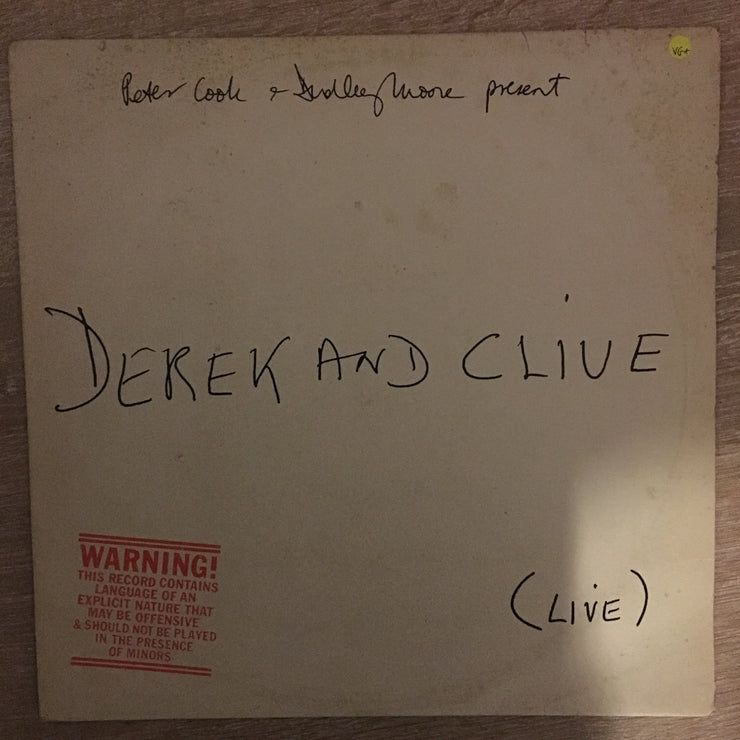 VG+
Peter Cook & Dudley Moore present
DEREK AND CLIVE
(LIVE)
WARNING!
THIS RECORD CONTAINS
LANGUAGE OF AN
EXPLICIT NATURE THAT
MAY BE OFFENSIVE
& SHOULD NOT BE PLAYED
IN THE PRESENCE
OF MINORS